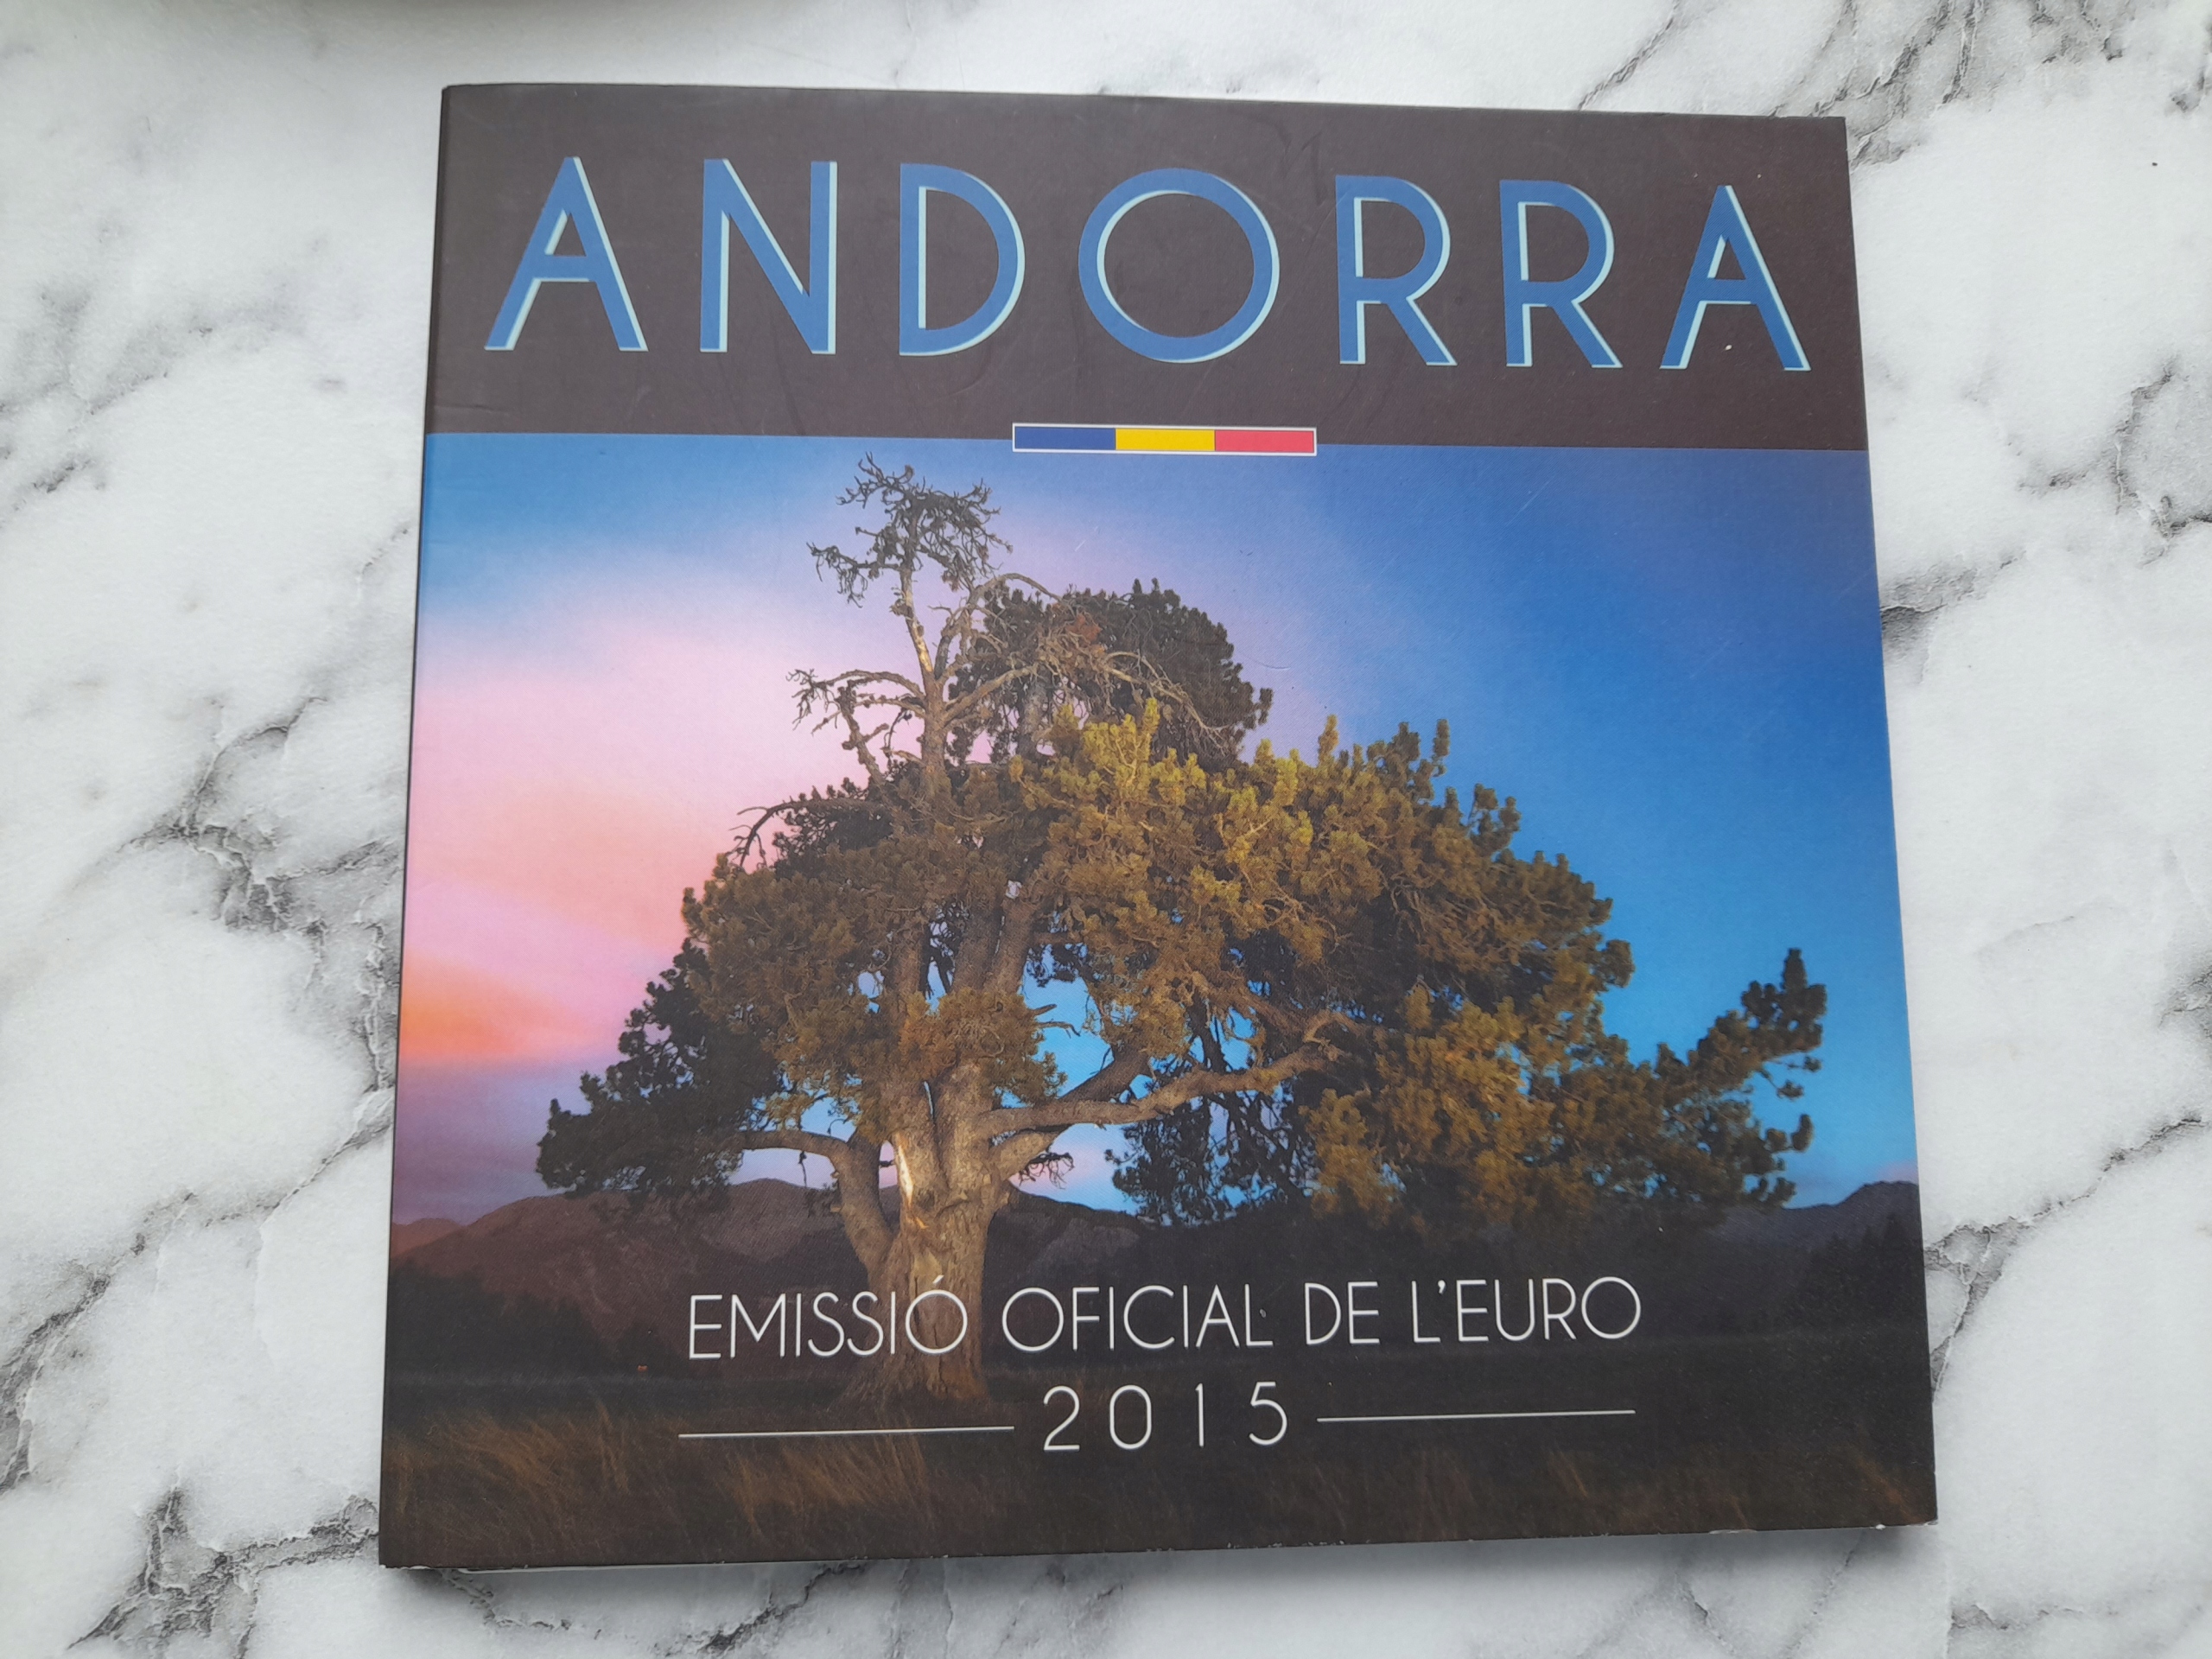 ANDORRA
EMISSIÓ OFICIAL DE L'EURO
2015